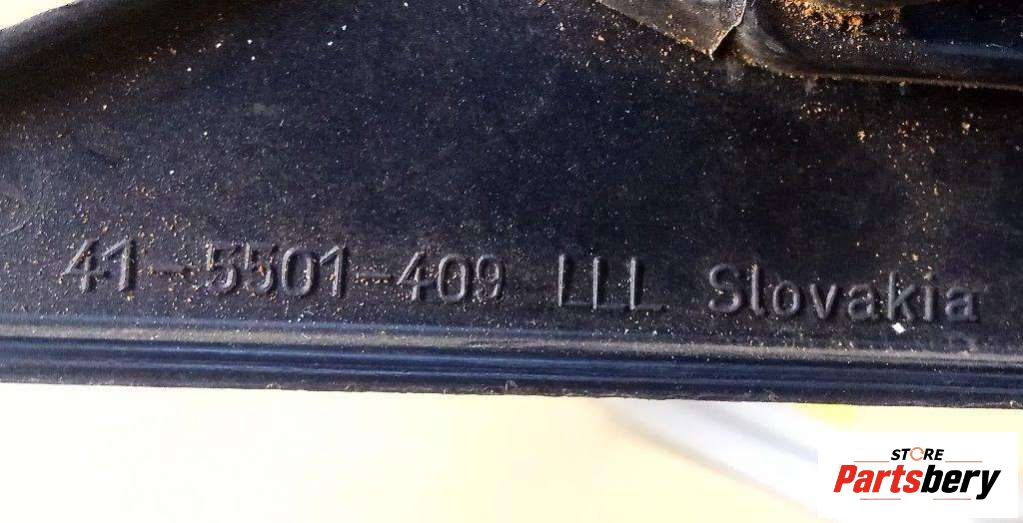 41-5501-409 LLL Slovakia
STORE
Partsbery